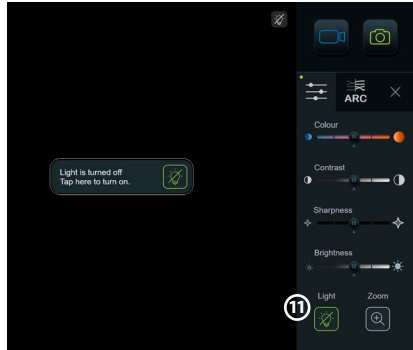 ARC
Colour
Light is turned off
Tap here to turn on.
Contrast
Sharpness
Brightness
11
Light Zoom